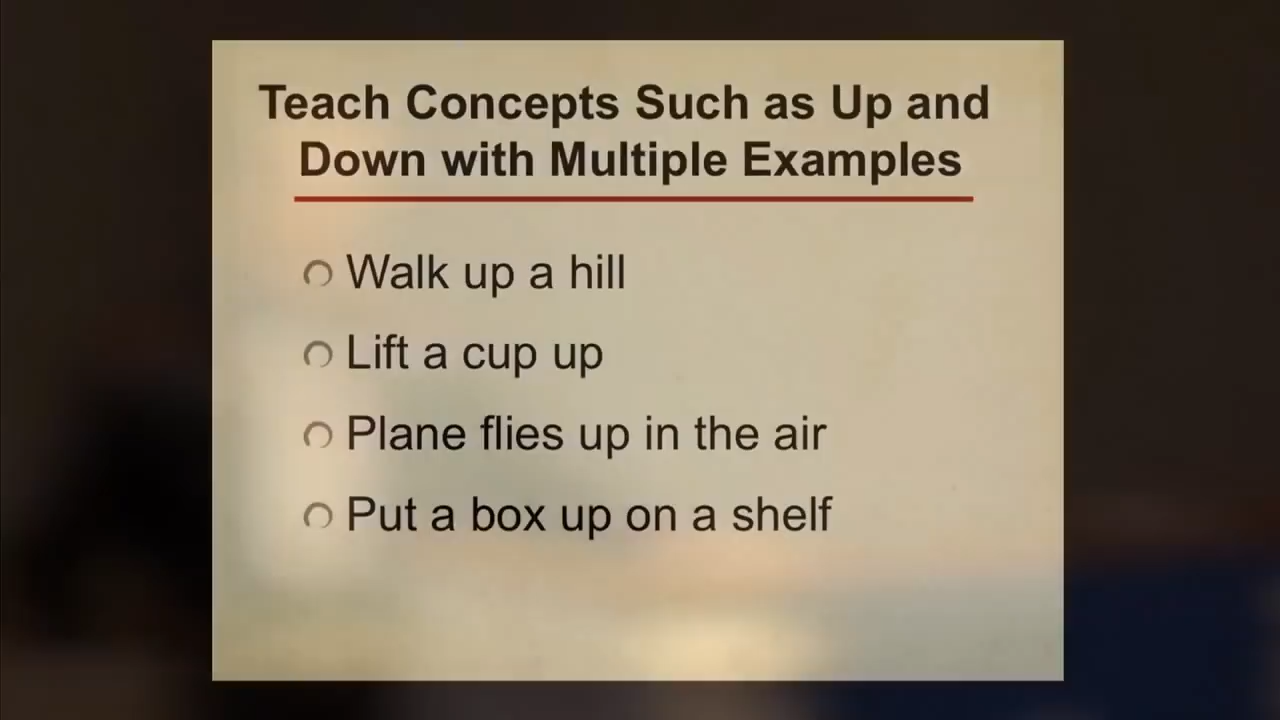 Teach Concepts Such as Up and
Down with Multiple Examples
Walk up a hill
Lift a cup up
Plane flies up in the air
Put a box up on a shelf